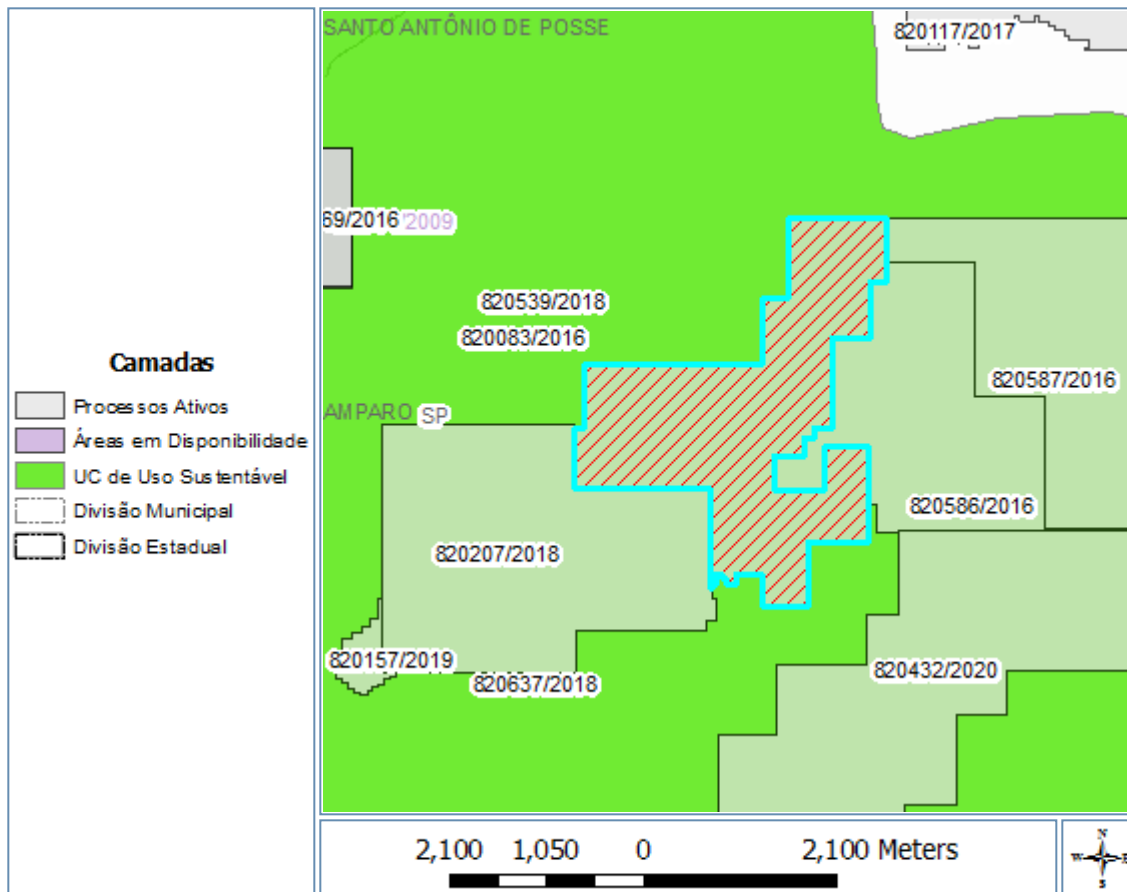 Camadas
Processos Ativos
Áreas em Disponibilidade
UC de Uso Sustentável
Divisão Municipal
Divisão Estadual
SANTO ANTÔNIO DE POSSE
820117/2017
69/2016 /2009
820539/2018
820083/2016
820587/2016
AMPARO SP
820586/2016
820207/2018
820157/2019
820637/2018
820432/2020
2,100 1,050 0 2,100 Meters
N
W E
S